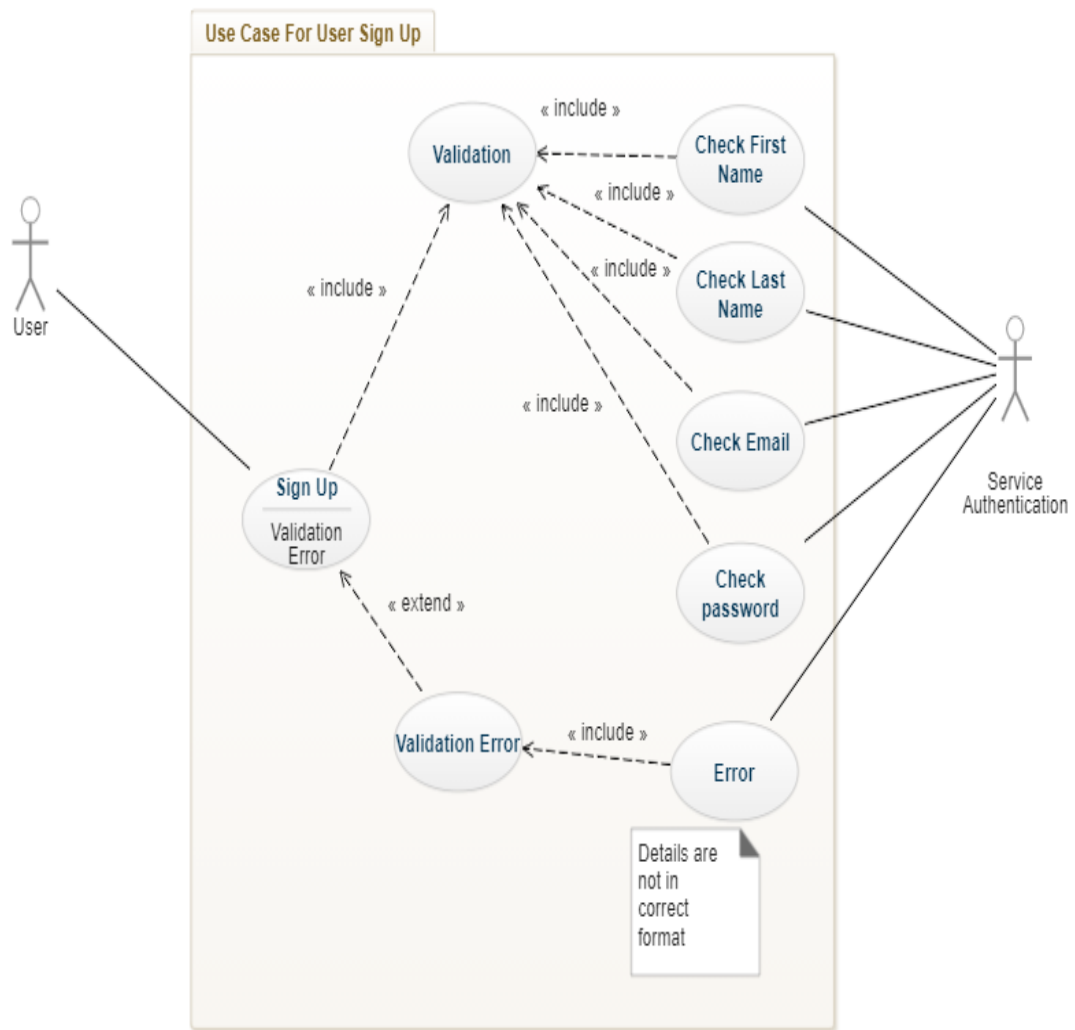 Use Case For User Sign Up
« include »
Validation
Check First
Name
« include »
« include »
Check Last
Name
« include »
User
« include »
Check Email
Service
Authentication
Sign Up
Validation
Error
Check
password
« extend »
Validation Error
« include »
Error
Details are
not in
correct
format